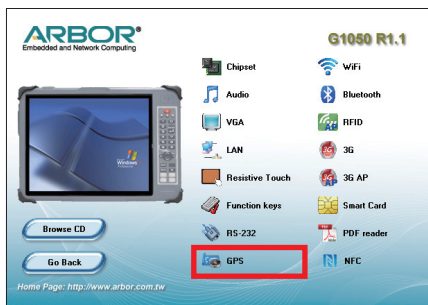 ARBOR®
Embedded and Network Computing
G1050 R1.1
Chipset
Audio
VGA
LAN
Resistive Touch
Function keys
RS-232
GPS
WiFi
Bluetooth
RFID
3G
3G AP
Smart Card
PDF reader
NFC
Windows
Browse CD
Go Back
Home Page: http://www.arbor.com.tw